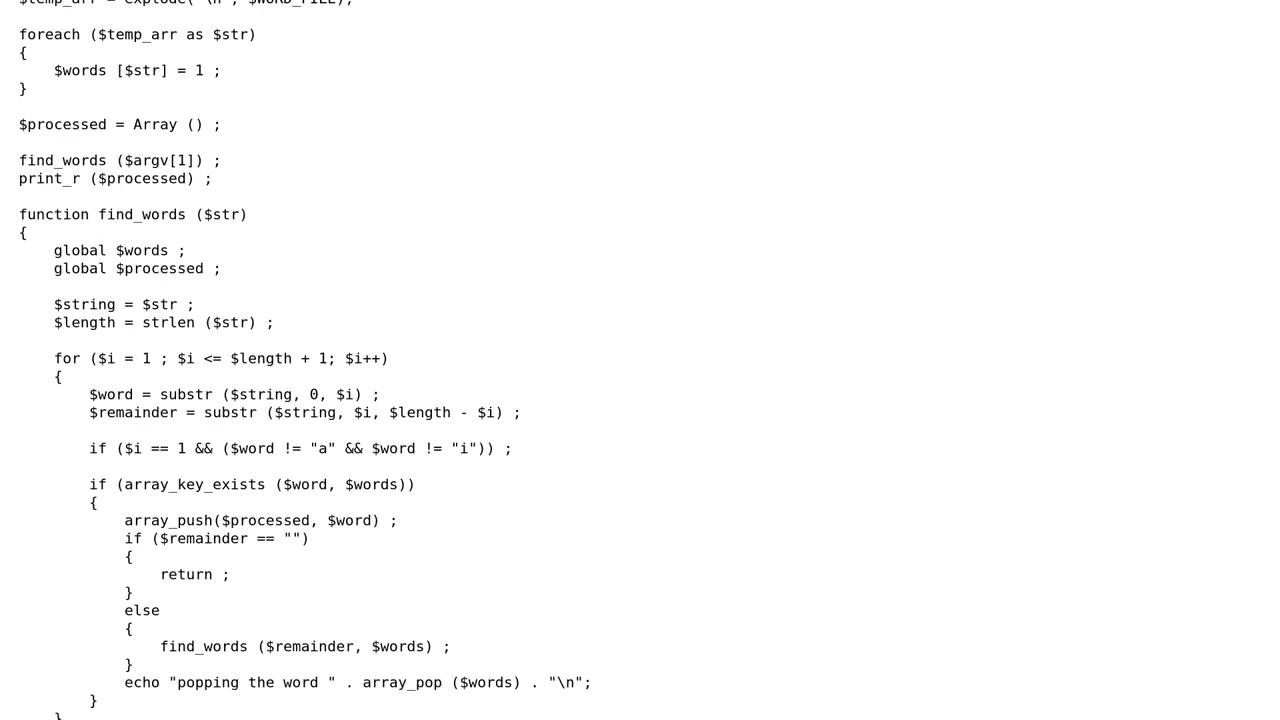 $temp_arr = explode("\n", $WORD_FILE);
foreach ($temp_arr as $str)
{
$words [$str] = 1 ;
}
$processed = Array () ;
find_words ($argv[1]) ;
print_r ($processed) ;
function find_words ($str)
{
global $words ;
global $processed ;
$string = $str ;
$length = strlen ($str) ;
for ($i = 1 ; $i <= $length + 1; $i++)
{
$word = substr ($string, 0, $i) ;
$remainder = substr ($string, $i, $length - $i) ;
if ($i == 1 && ($word != "a" && $word != "i")) ;
if (array_key_exists ($word, $words))
{
array_push($processed, $word) ;
if ($remainder == "")
{
return ;
}
else
{
find_words ($remainder, $words) ;
}
echo "popping the word " . array_pop ($words) . "\n";
}
}